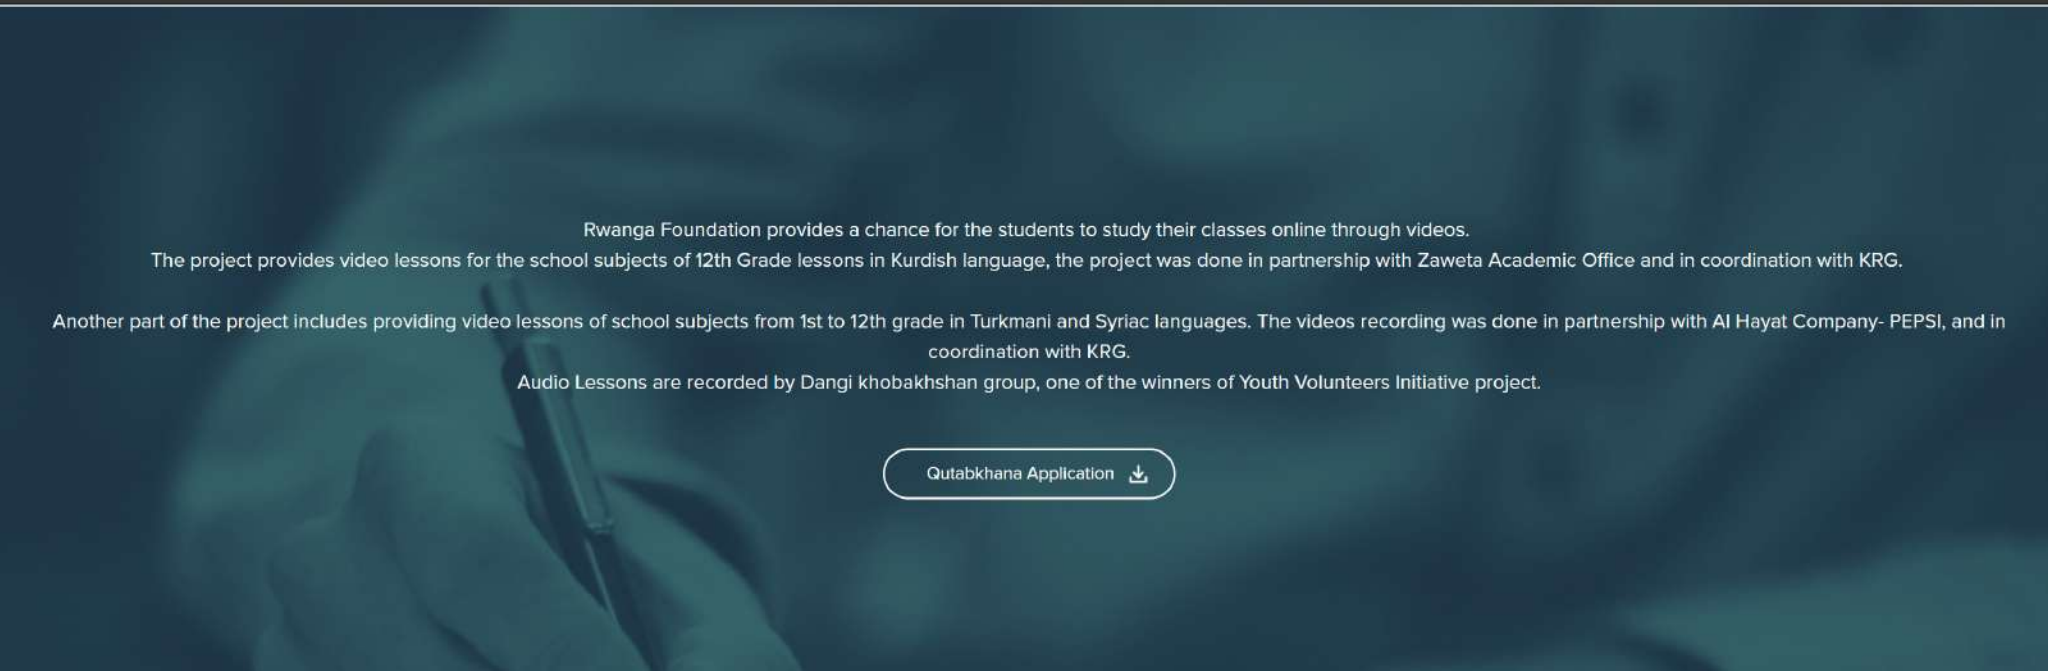 Rwanga Foundation provides a chance for the students to study their classes online through videos.
The project provides video lessons for the school subjects of 12th Grade lessons in Kurdish language, the project was done in partnership with Zaweta Academic Office and in coordination with KRG.
Another part of the project includes providing video lessons of school subjects from 1st to 12th grade in Turkmani and Syriac languages. The videos recording was done in partnership with Al Hayat Company- PEPSI, and in
coordination with KRG.
Audio Lessons are recorded by Dangi khobakhshan group, one of the winners of Youth Volunteers Initiative project.
Qutabkhana Application